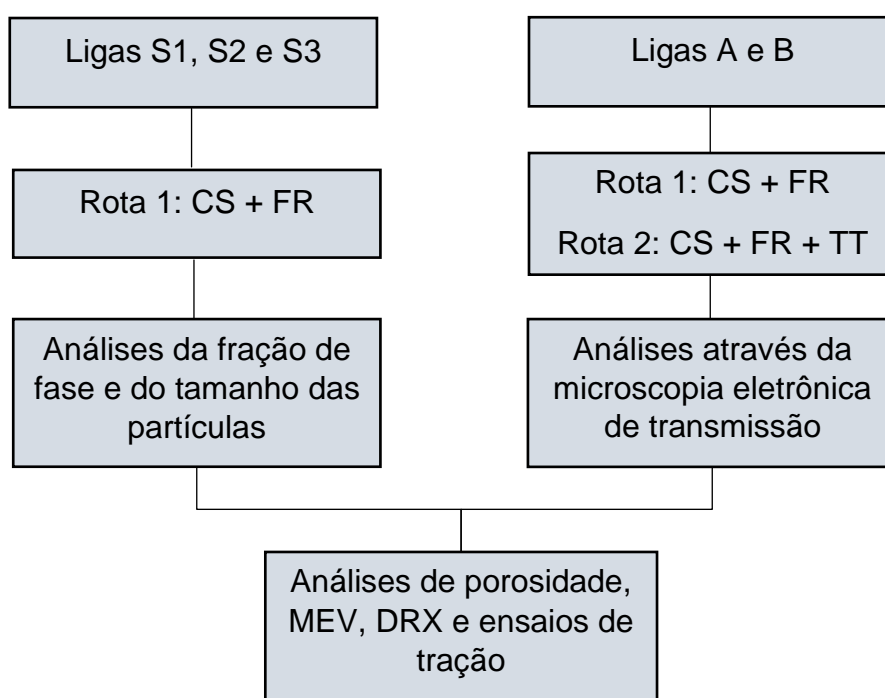 Ligas S1, S2 e S3
Ligas A e B
Rota 1: CS + FR
Rota 1: CS + FR
Rota 2: CS + FR + TT
Análises da fração de
fase e do tamanho das
partículas
Análises através da
microscopia eletrônica
de transmissão
Análises de porosidade,
MEV, DRX e ensaios de
tração